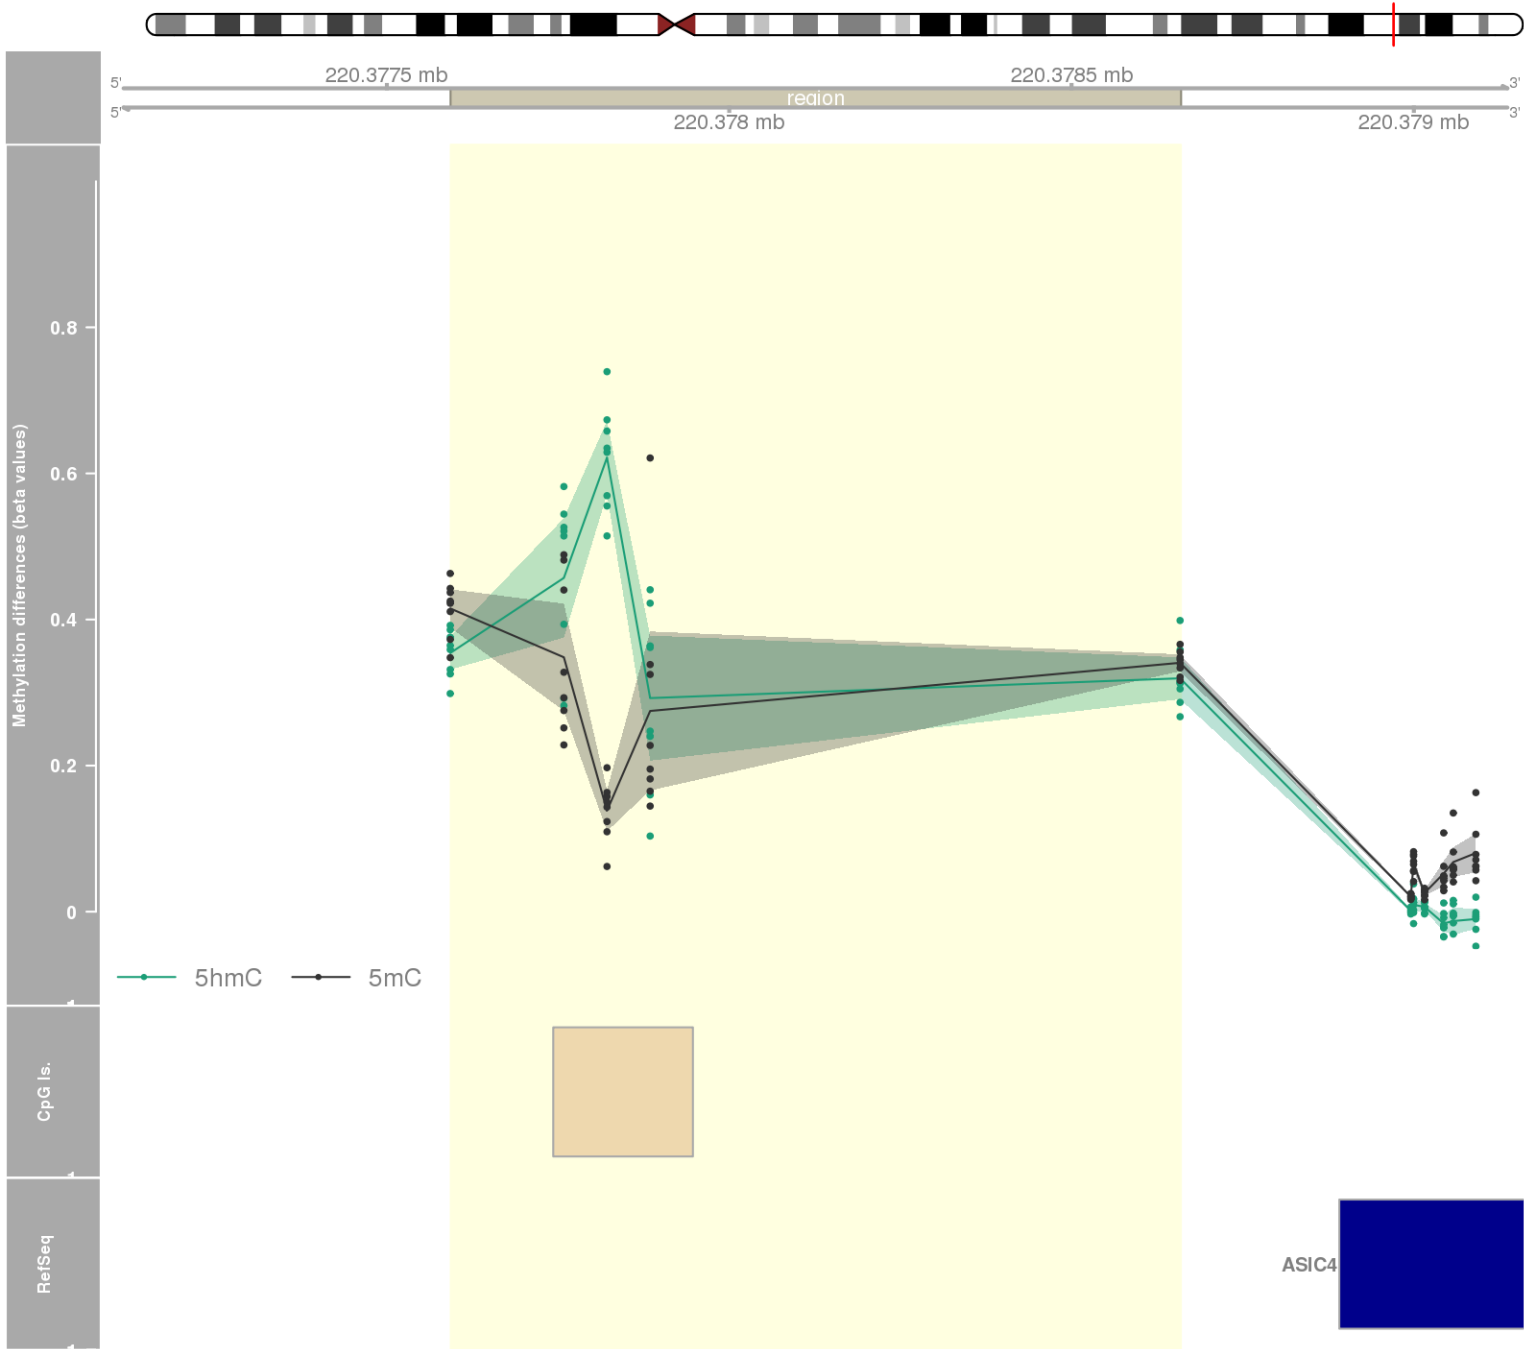 220.3775 mb
220.3785 mb
5'
3'
region
5'
3'
220.378 mb
220.379 mb
Methylation differences (beta values)
0.8
0.6
0.4
0.2
0
5hmC
5mC
CpG Is.
RefSeq
ASIC4